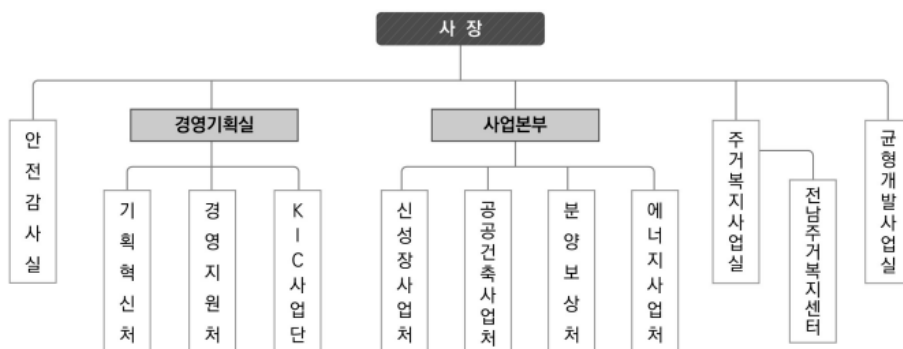 사 장
경영기획실
사업본부
안전감사실
주거복지사업실
균형개발사업실
기획혁신처
경영지원처
KIC사업단
신성장사업처
공공건축사업처
분양보상처
에너지사업처
전남주거복지센터